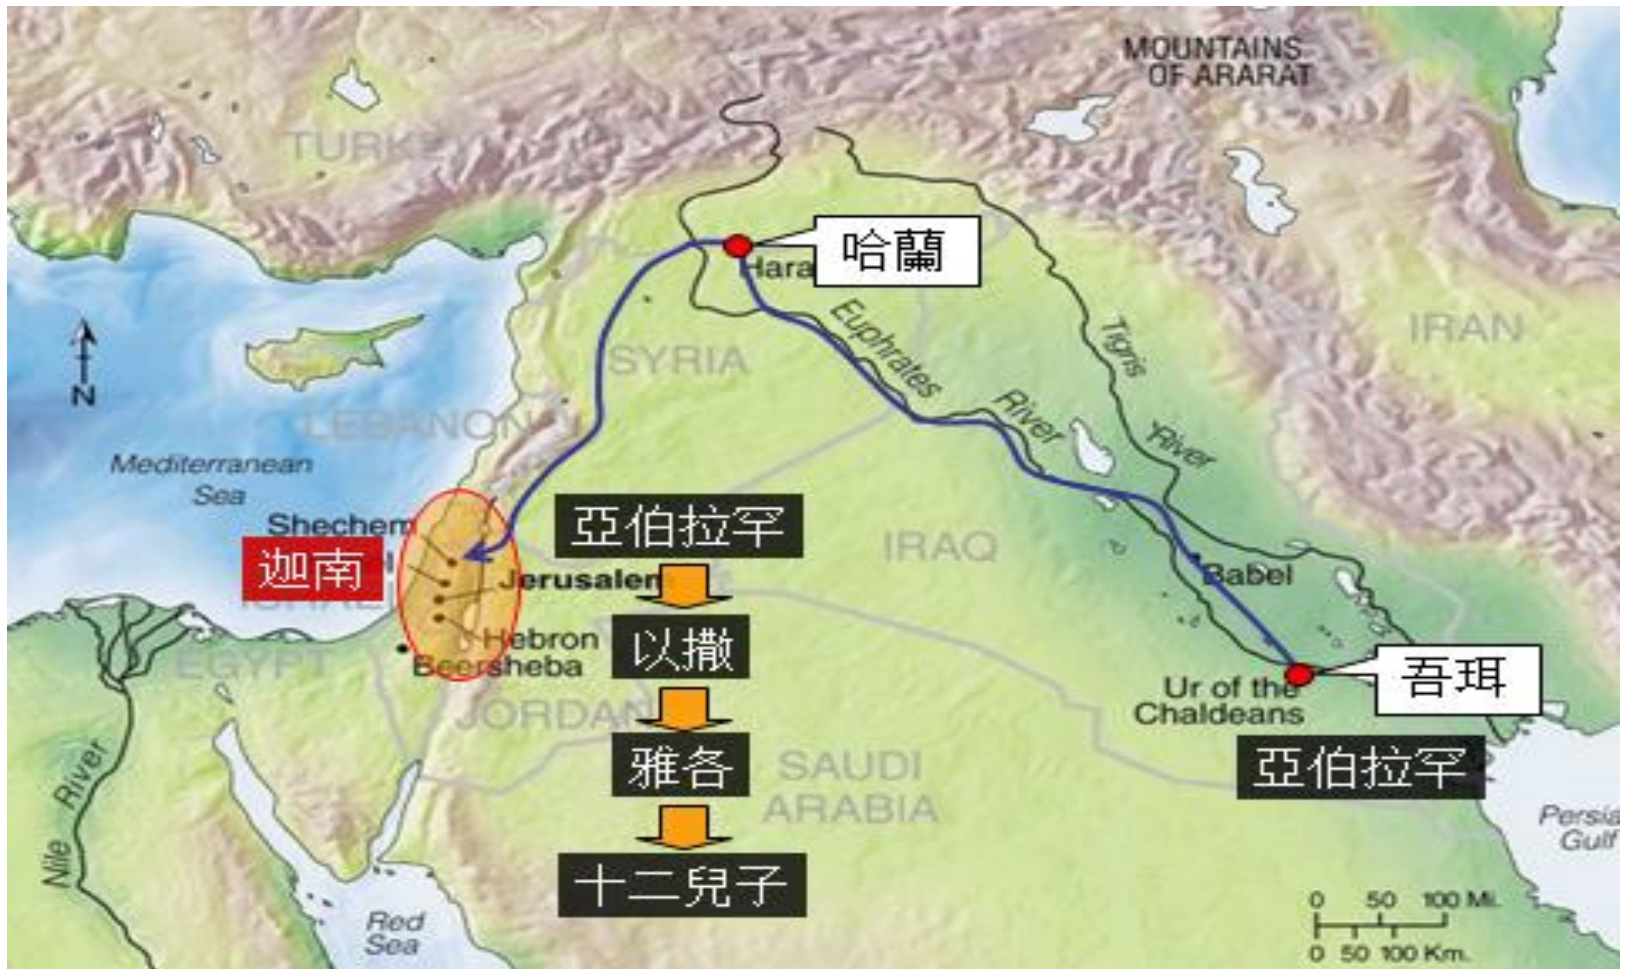 MOUNTAINS
OF ARARAT
TURKEY
哈蘭
Hara
Euphrates
River
Tigris
River
IRAN
SYRIA
LEBANON
N
Mediterranean
Sea
Shechem
亞伯拉罕
IRAQ
迦南
Jerusalem
Babel
Hebron
以撒
EGYPT
Beersheba
吾珥
Ur of the
Chaldeans
JORDAN
雅各
SAUDI
ARABIA
亞伯拉罕
Nile River
Persia
Gulf
十二兒子
Red
Sea
0 50 100 Mi.
0 50 100 Km.